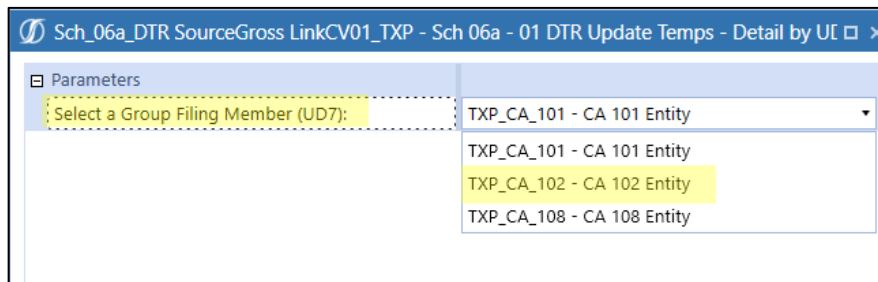 Sch_06a_DTR SourceGross LinkCV01_TXP - Sch 06a - 01 DTR Update Temps - Detail by UD
Parameters
Select a Group Filing Member (UD7): TXP_CA_101 - CA 101 Entity
TXP_CA_101 - CA 101 Entity
TXP_CA_102 - CA 102 Entity
TXP_CA_108 - CA 108 Entity